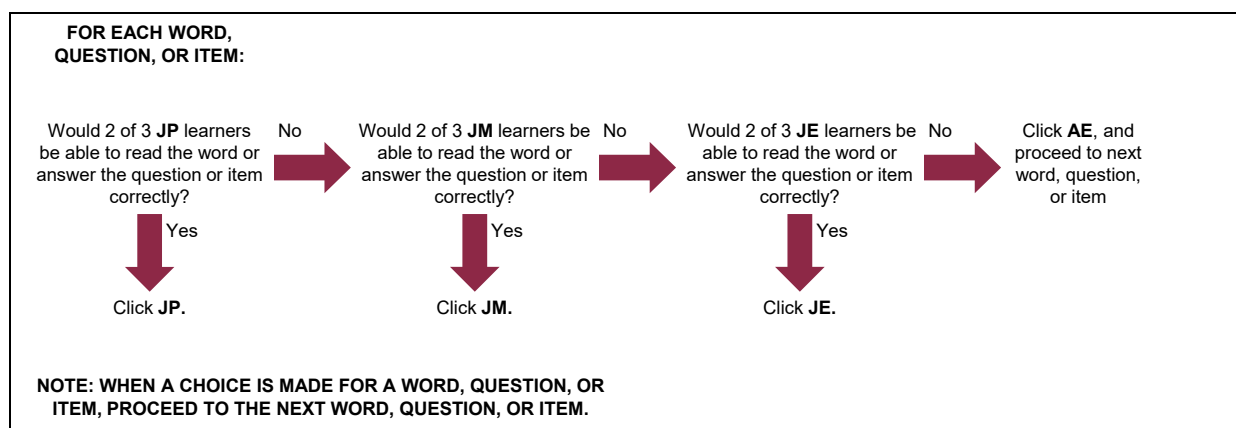 FOR EACH WORD,
QUESTION, OR ITEM:
Would 2 of 3 JP learners
be able to read the word or
answer the question or item
correctly?
No
Would 2 of 3 JM learners be
able to read the word or
answer the question or item
correctly?
No
Would 2 of 3 JE learners be
able to read the word or
answer the question or item
correctly?
No
Click AE, and
proceed to next
word, question,
or item
Yes
Yes
Yes
Click JP.
Click JM.
Click JE.
NOTE: WHEN A CHOICE IS MADE FOR A WORD, QUESTION, OR
ITEM, PROCEED TO THE NEXT WORD, QUESTION, OR ITEM.